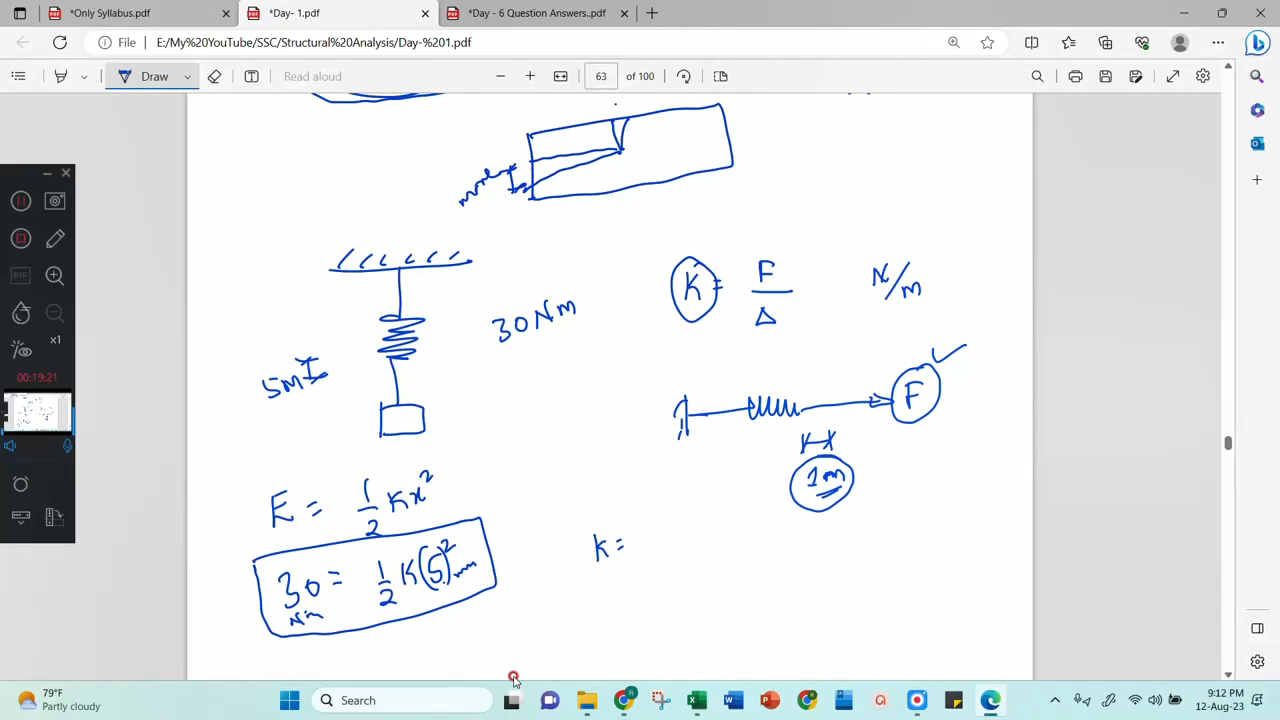 *Only Syllabus.pdf
*Day- 1.pdf
*Day - 6 Question Answers..pdf
File
E:/My%20YouTube/SSC/Structural%20Analysis/Day-%201.pdf
Draw
Read aloud
63
of 100
PIP
x1
00:19:21
30 Nm
K = F/Δ
N/m
5m
F
1m
E = 1/2 Kx²
30 = 1/2 K(5)² mm
Nm
K =
79°F
Partly cloudy
Search
9:12 PM
12-Aug-23